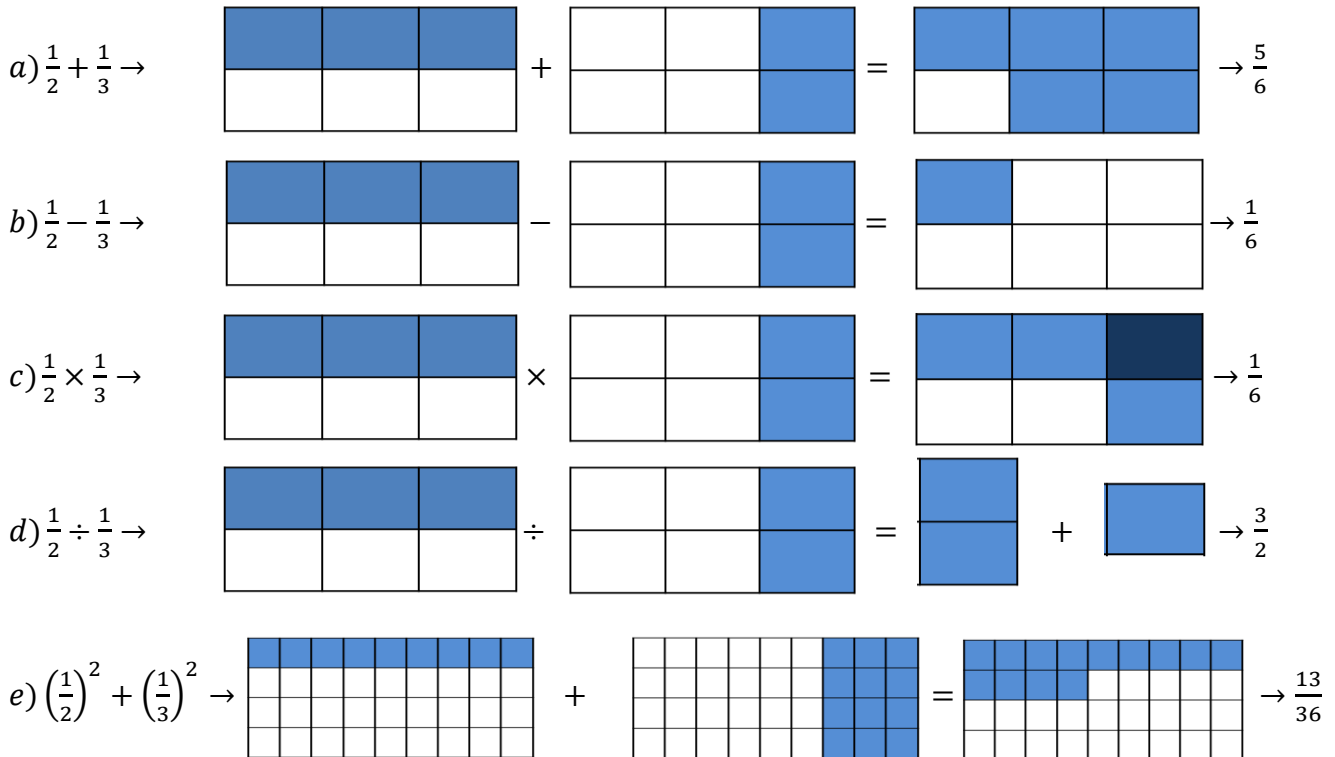 a) 1/2 + 1/3 → + = → 5/6
b) 1/2 − 1/3 → − = → 1/6
c) 1/2 × 1/3 → × = → 1/6
d) 1/2 ÷ 1/3 → ÷ = + → 3/2
e) (1/2)² + (1/3)² → + = → 13/36